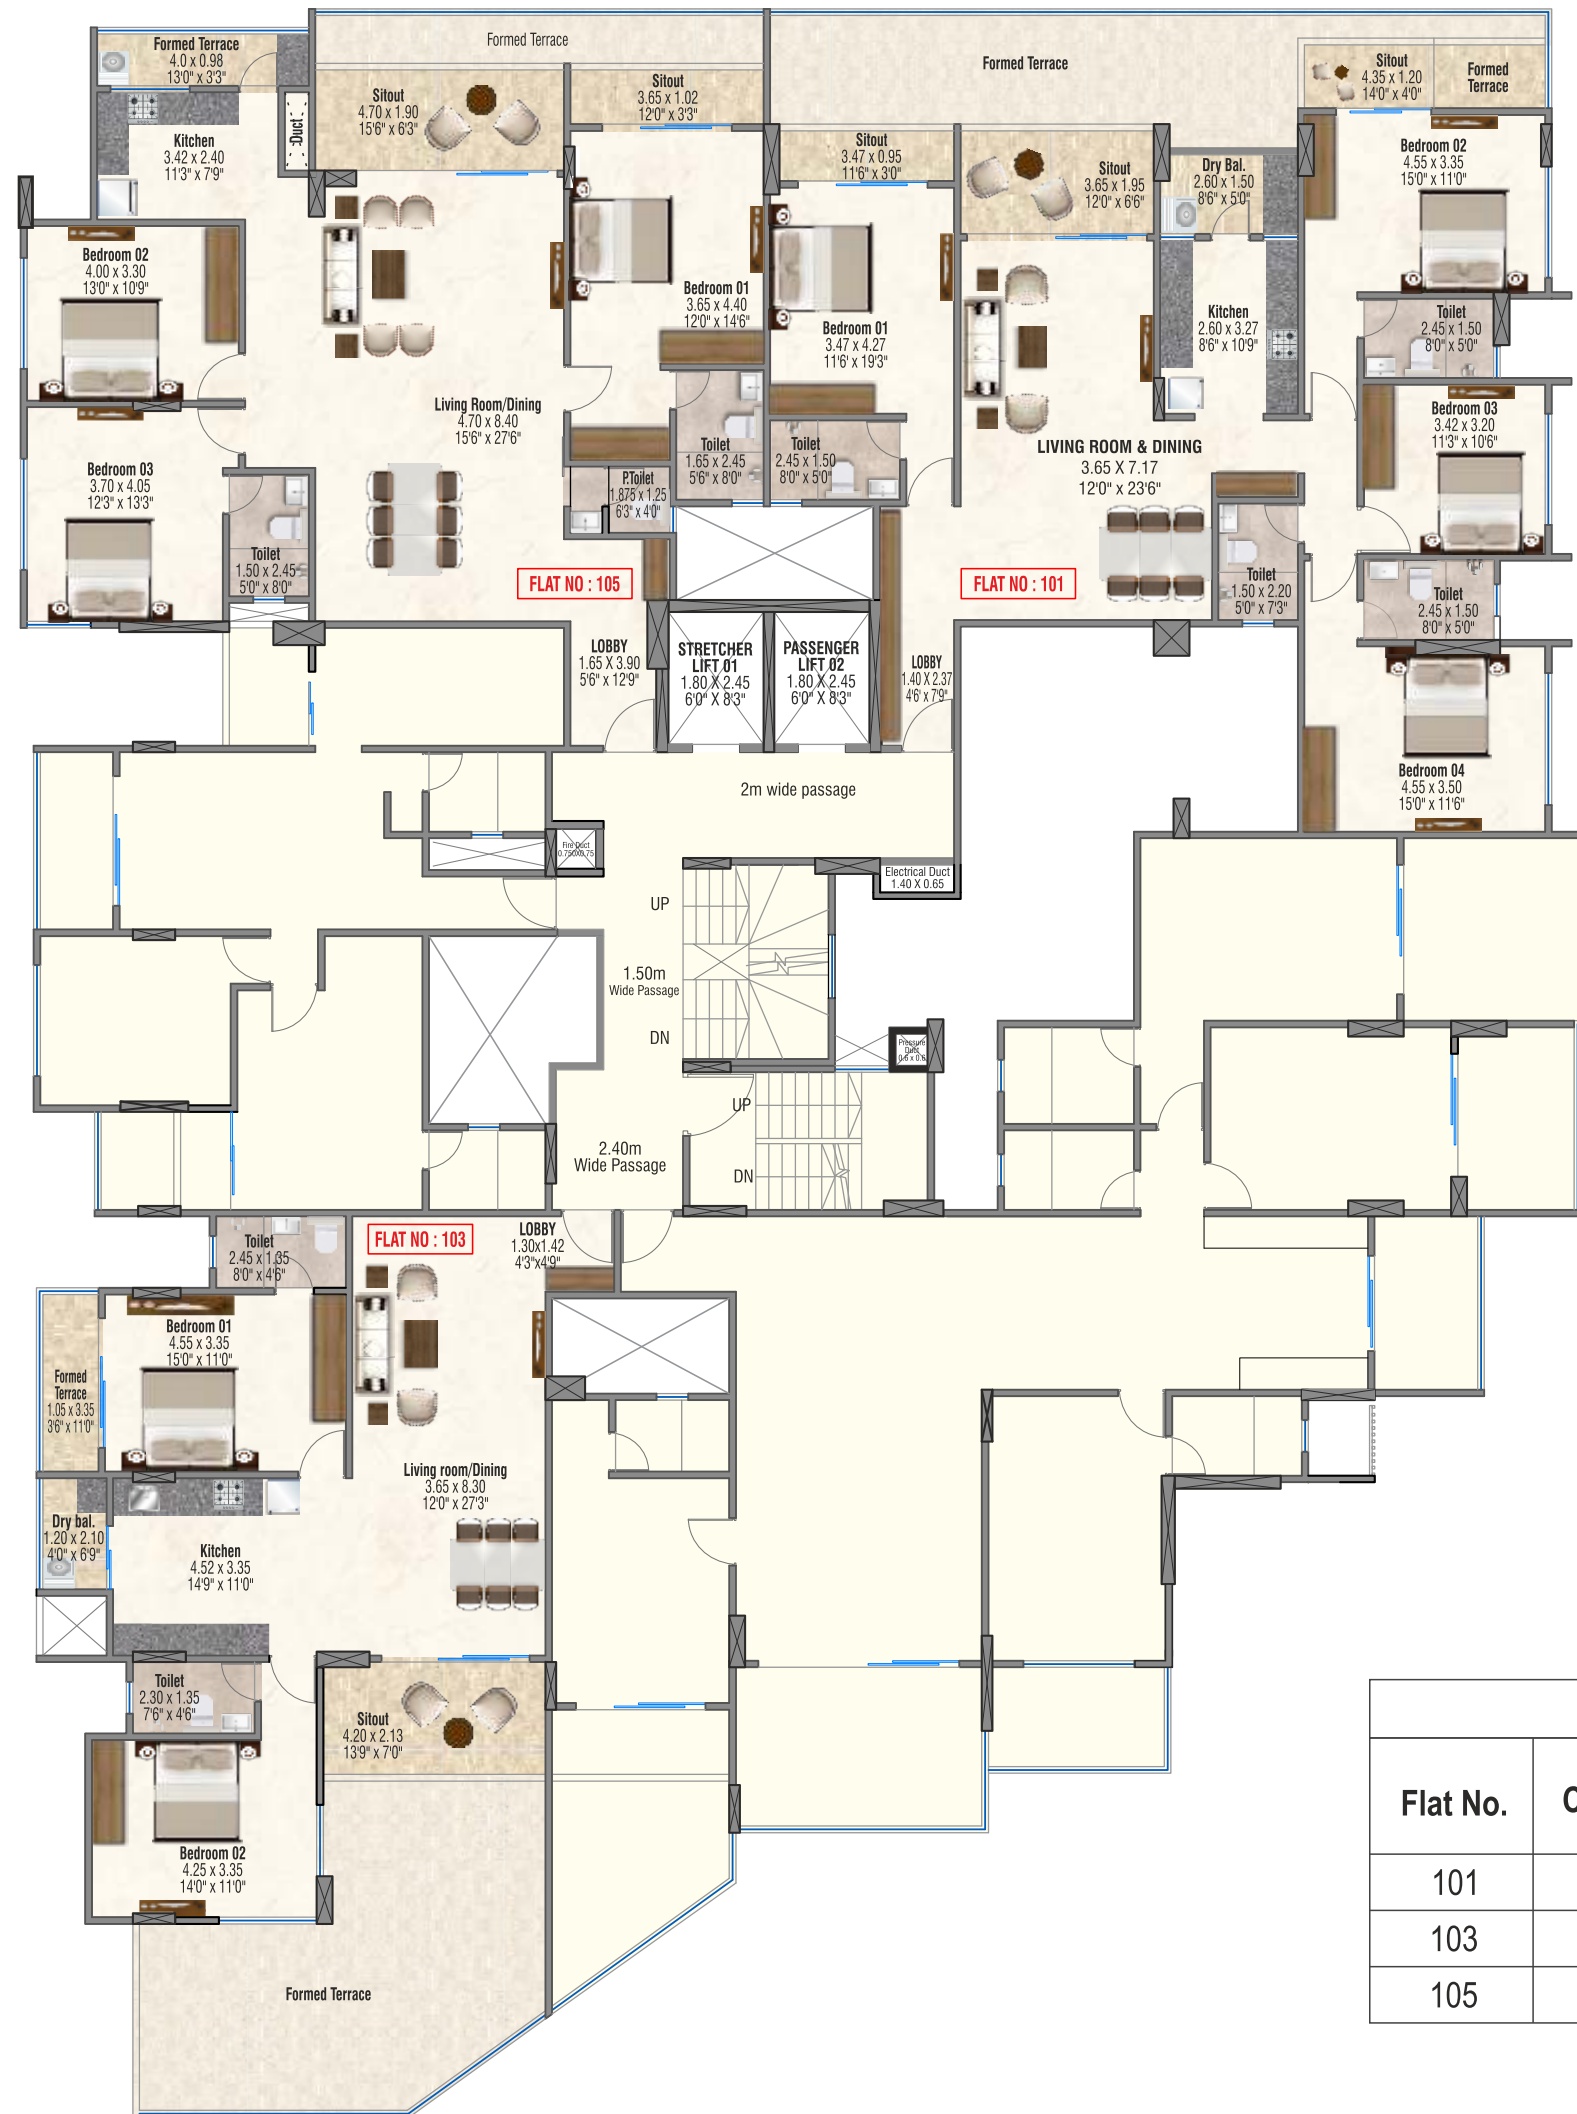 Formed Terrace
4.0 x 0.98
13'0" x 3'3"
Kitchen
3.42 x 2.40
11'3" x 7'9"
Duct
Formed Terrace
Sitout
4.70 x 1.90
15'6" x 6'3"
Sitout
3.65 x 1.02
12'0" x 3'3"
Bedroom 02
4.00 x 3.30
13'0" x 10'9"
Bedroom 01
3.65 x 4.40
12'0" x 14'6"
Living Room/Dining
4.70 x 8.40
15'6" x 27'6"
Bedroom 03
3.70 x 4.05
12'3" x 13'3"
Toilet
1.50 x 2.45
5'0" x 8'0"
Toilet
1.65 x 2.45
5'6" x 8'0"
P.Toilet
1.875 x 1.25
6'3" x 4'0"
FLAT NO : 105
LOBBY
1.65 X 3.90
5'6" x 12'9"
STRETCHER
LIFT 01
1.80 X 2.45
6'0" X 8'3"
PASSENGER
LIFT 02
1.80 X 2.45
6'0" X 8'3"
Formed Terrace
Sitout
3.47 x 0.95
11'6" x 3'0"
Sitout
3.65 x 1.95
12'0" x 6'6"
Dry Bal.
2.60 x 1.50
8'6" x 5'0"
Sitout
4.35 x 1.20
14'0" x 4'0"
Formed
Terrace
Bedroom 02
4.55 x 3.35
15'0" x 11'0"
Bedroom 01
3.47 x 4.27
11'6' x 19'3"
Kitchen
2.60 x 3.27
8'6" x 10'9"
Toilet
2.45 x 1.50
8'0" x 5'0"
Toilet
2.45 x 1.50
8'0" x 5'0"
LIVING ROOM & DINING
3.65 X 7.17
12'0" x 23'6"
Bedroom 03
3.42 x 3.20
11'3" x 10'6"
FLAT NO : 101
Toilet
1.50 x 2.20
5'0" x 7'3"
Toilet
2.45 x 1.50
8'0" x 5'0"
LOBBY
1.40 X 2.37
4'6' x 7'9"
Bedroom 04
4.55 x 3.50
15'0" x 11'6"
2m wide passage
Fire Duct
0.750X0.75
Electrical Duct
1.40 X 0.65
UP
1.50m
Wide Passage
DN
Pressure
Duct
0.6 x 0.6
UP
2.40m
Wide Passage
DN
FLAT NO : 103
LOBBY
1.30x1.42
4'3"x4'9"
Toilet
2.45 x 1.35
8'0" x 4'6"
Bedroom 01
4.55 x 3.35
15'0" x 11'0"
Formed
Terrace
1.05 x 3.35
3'6" x 11'0"
Living room/Dining
3.65 x 8.30
12'0" x 27'3"
Dry bal.
1.20 x 2.10
4'0" x 6'9"
Kitchen
4.52 x 3.35
14'9" x 11'0"
Toilet
2.30 x 1.35
7'6" x 4'6"
Sitout
4.20 x 2.13
13'9" x 7'0"
Bedroom 02
4.25 x 3.35
14'0" x 11'0"
Formed Terrace
Flat No.
101
103
105